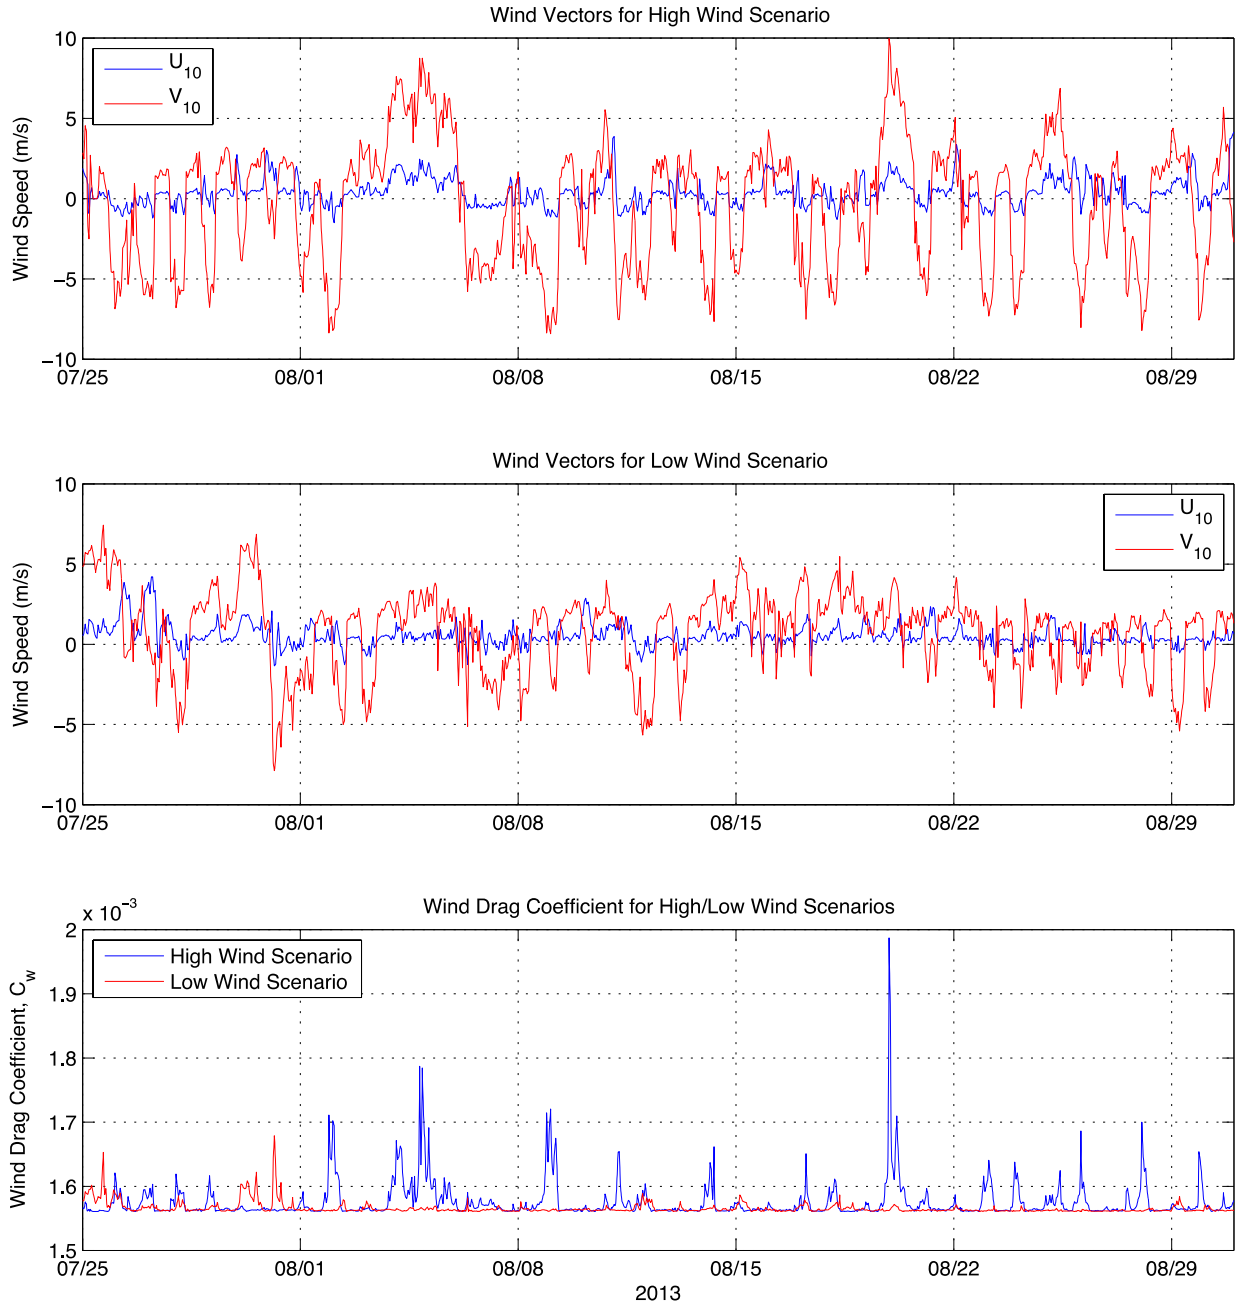 Wind Vectors for High Wind Scenario
10
5
0
−5
−10
Wind Speed (m/s)
U10
V10
07/25 08/01 08/08 08/15 08/22 08/29
Wind Vectors for Low Wind Scenario
10
5
0
−5
−10
Wind Speed (m/s)
U10
V10
07/25 08/01 08/08 08/15 08/22 08/29
Wind Drag Coefficient for High/Low Wind Scenarios
x 10−3
2
1.9
1.8
1.7
1.6
1.5
Wind Drag Coefficient, Cw
High Wind Scenario
Low Wind Scenario
07/25 08/01 08/08 08/15 08/22 08/29
2013